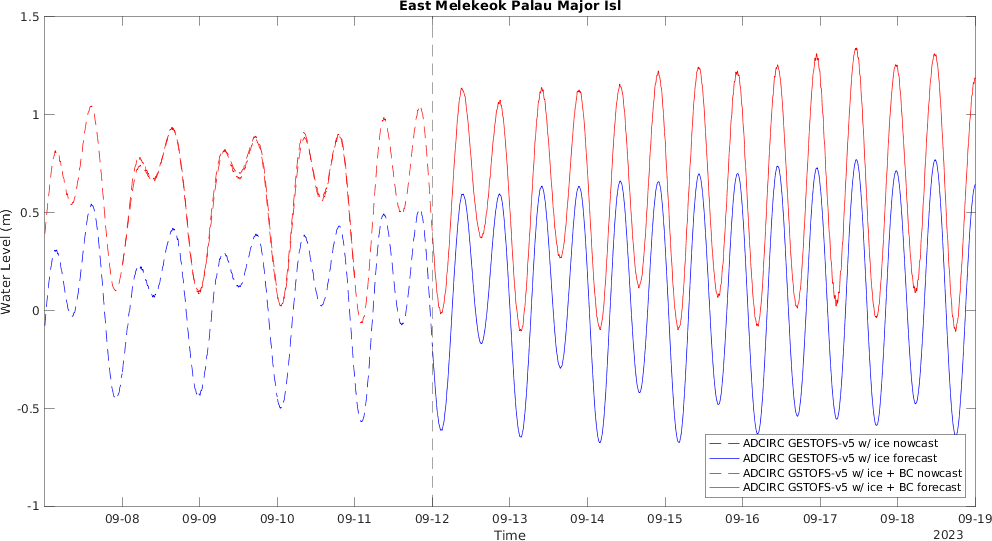 East Melekeok Palau Major Isl
1.5
1
0.5
0
-0.5
-1
Water Level (m)
ADCIRC GESTOFS-v5 w/ ice nowcast
ADCIRC GESTOFS-v5 w/ ice forecast
ADCIRC GSTOFS-v5 w/ ice + BC nowcast
ADCIRC GSTOFS-v5 w/ ice + BC forecast
09-08 09-09 09-10 09-11 09-12 09-13 09-14 09-15 09-16 09-17 09-18 09-19
Time
2023